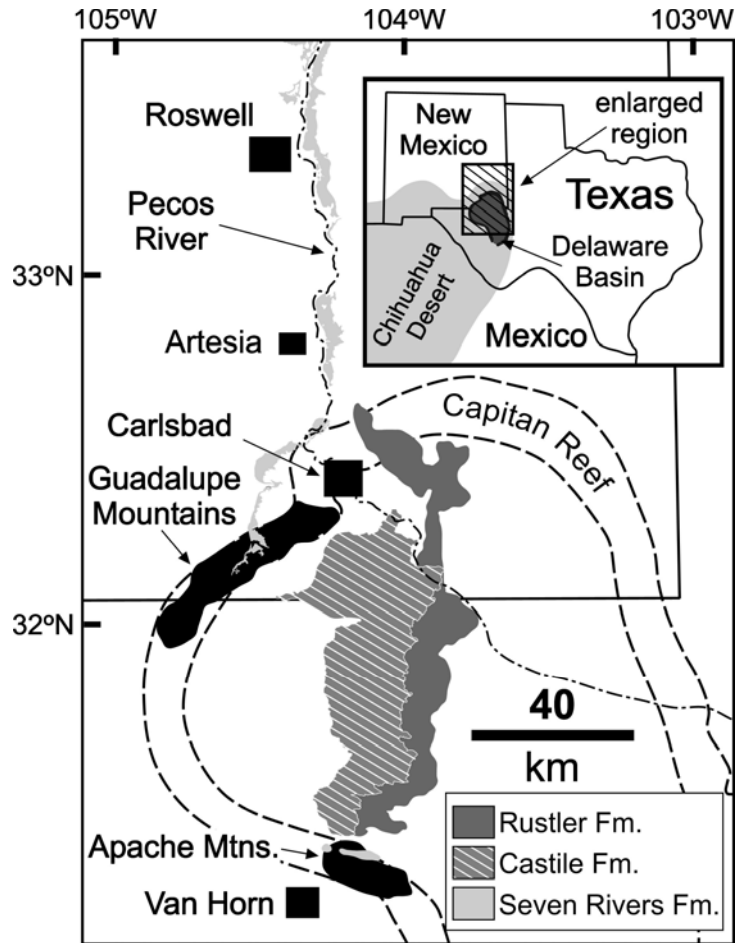 105ºW
104ºW
103ºW
Roswell
Pecos
River
33ºN
Artesia
Carlsbad
Guadalupe
Mountains
32ºN
Apache Mtns.
Van Horn
Capitan Reef
New
Mexico
enlarged
region
Texas
Delaware
Basin
Chihuahua
Desert
Mexico
40
km
Rustler Fm.
Castile Fm.
Seven Rivers Fm.